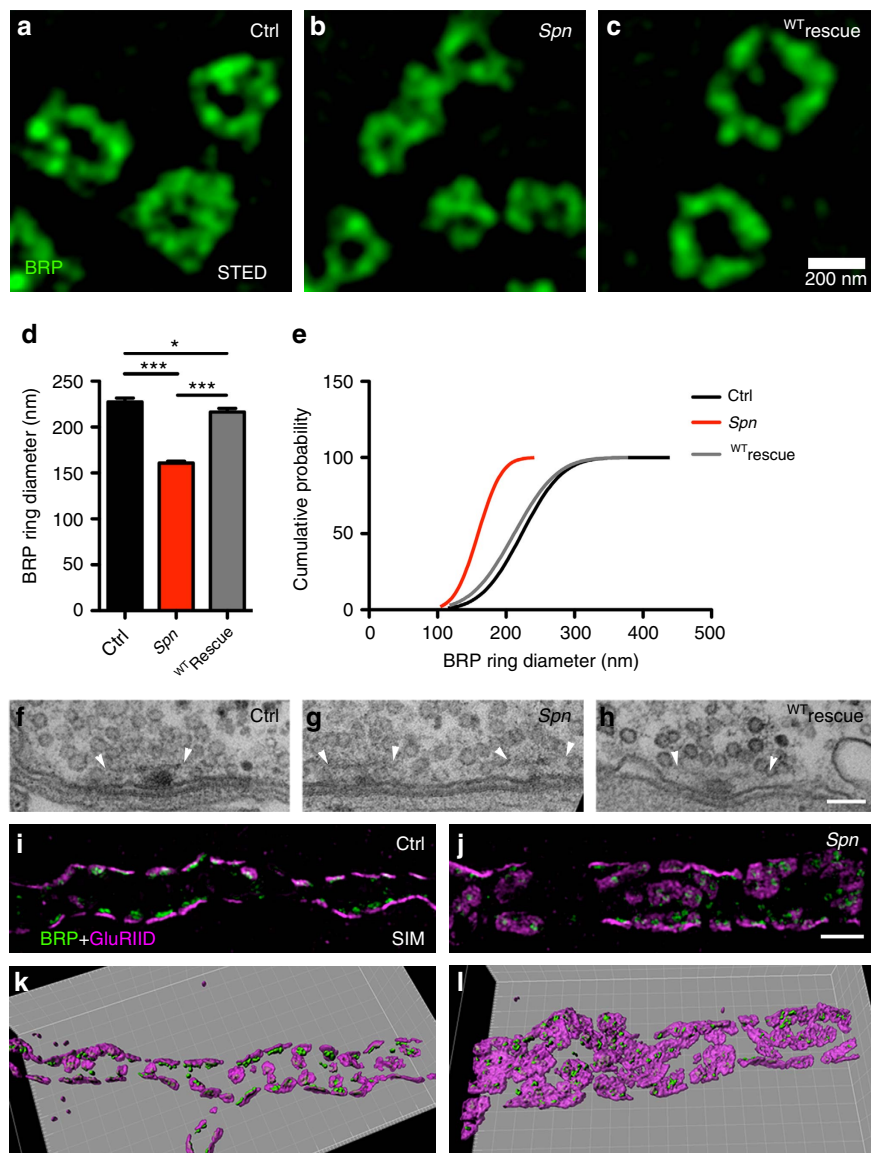 a Ctrl
b Spn
c WTrescue
BRP
STED
200 nm
d
BRP ring diameter (nm)
250
200
150
100
50
0
*
***
***
Ctrl
Spn
WTRescue
e
Cumulative probability
150
100
50
0
0 100 200 300 400 500
BRP ring diameter (nm)
Ctrl
Spn
WTrescue
f Ctrl
g Spn
h WTrescue
i Ctrl
BRP+GluRIID
SIM
j Spn
k
l